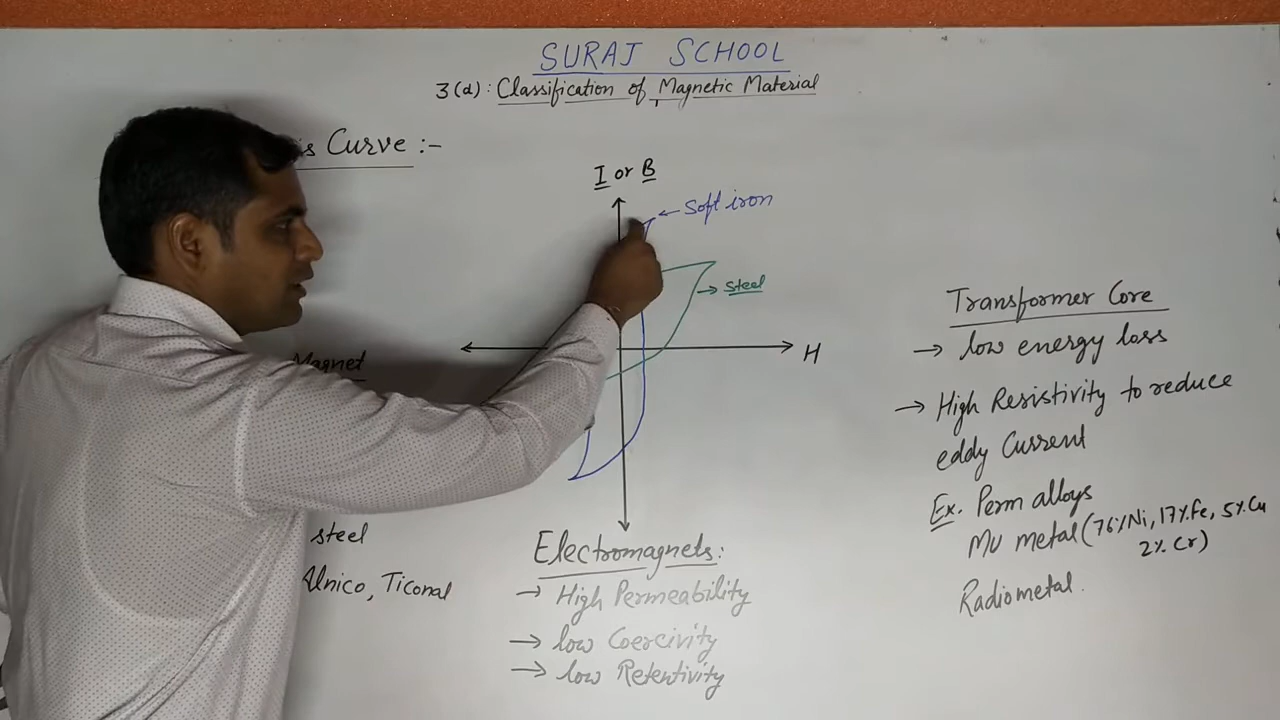 SURAJ SCHOOL
3(d): Classification of Magnetic Material
is Curve :-
I or B
← Soft iron
→ Steel
H
Magnet
steel
Alnico, Ticonal
Electromagnets:
→ High Permeability
→ low Coercivity
→ low Retentivity
Transformer Core
→ low energy loss
→ High Resistivity to reduce
eddy Current
Ex. Perm alloys
MU metal (76%Ni, 17%Fe, 5%Cu
2% Cr)
Radiometal.